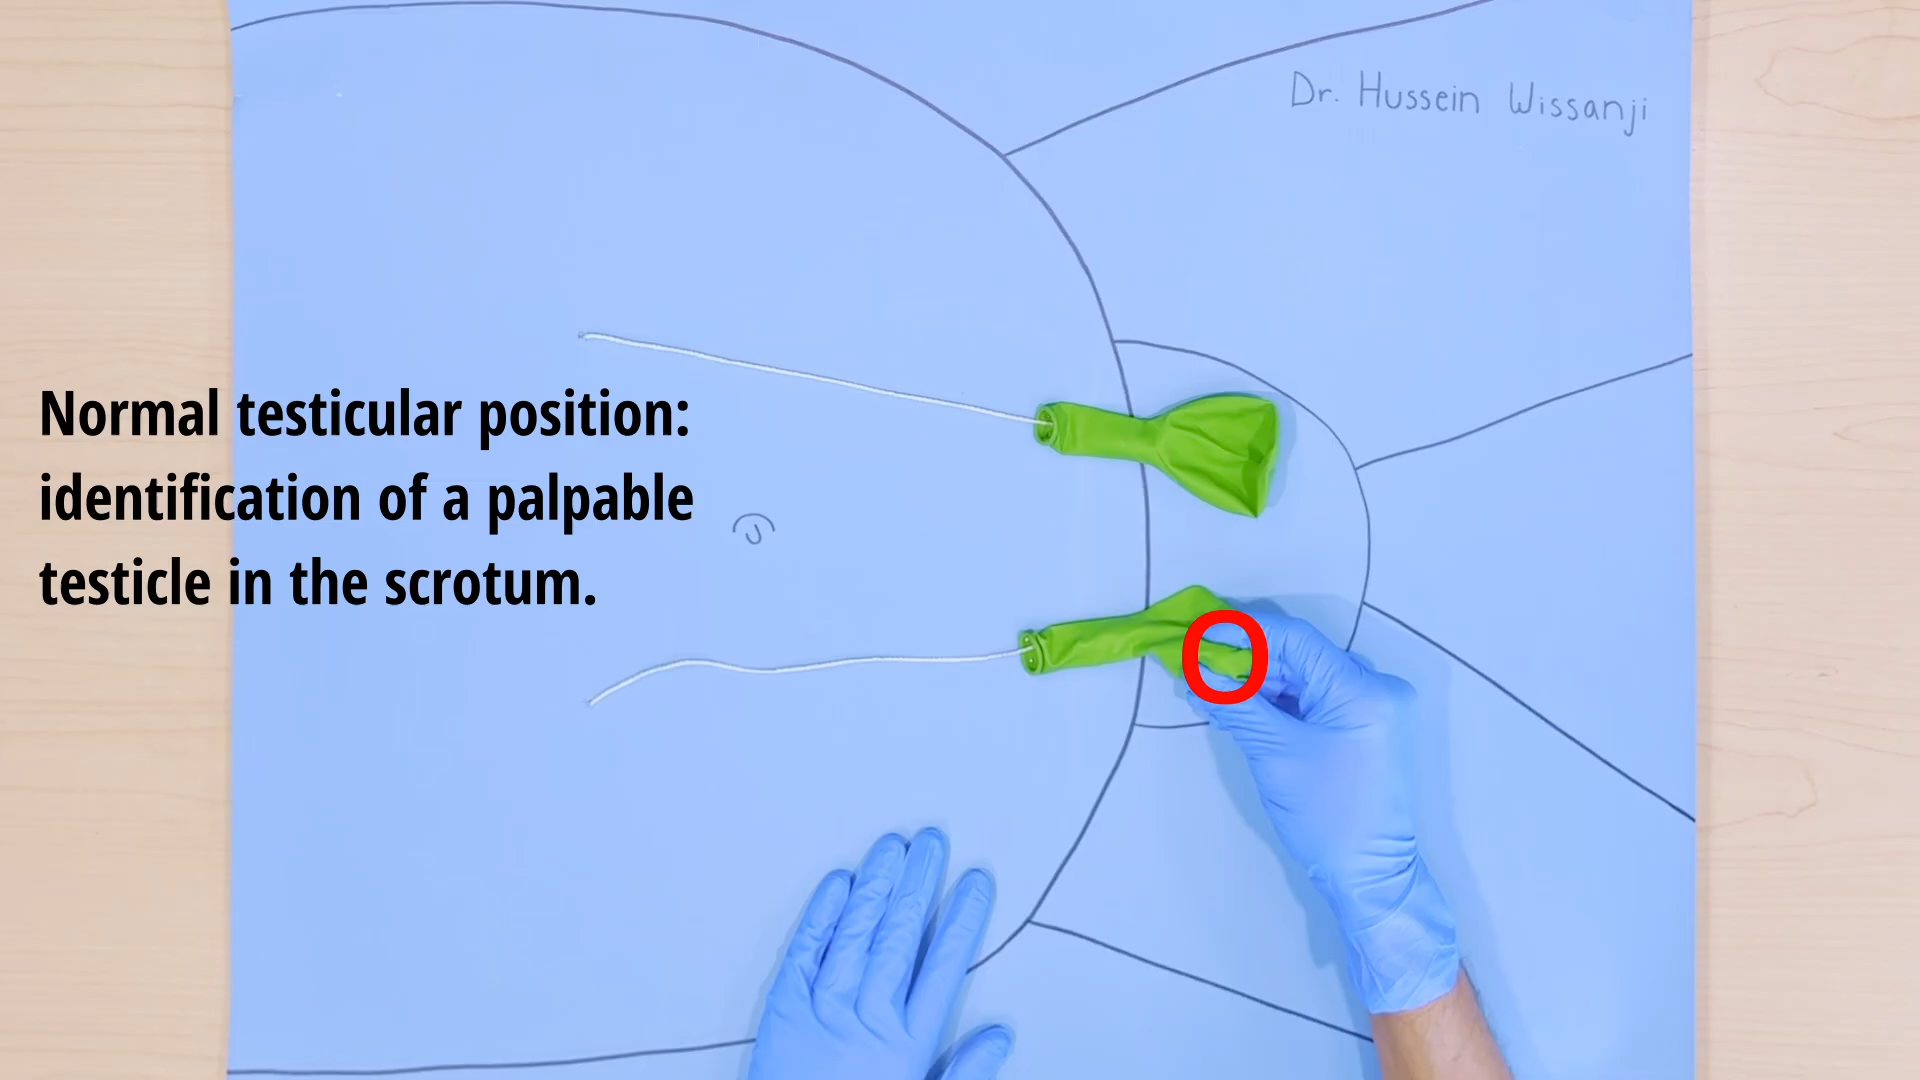 Dr. Hussein Wissanji
Normal testicular position:
identification of a palpable
testicle in the scrotum.